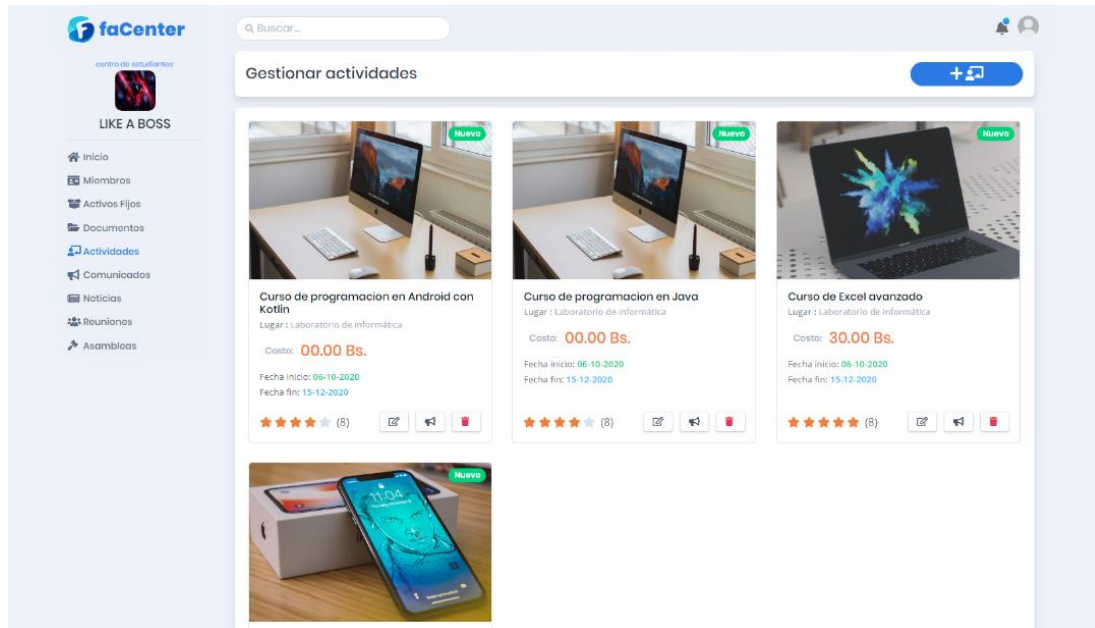 faCenter
Buscar...
centro de estudiantes
LIKE A BOSS
Inicio
Miembros
Activos Fijos
Documentos
Actividades
Comunicados
Noticias
Reuniones
Asambleas
Gestionar actividades
Nuevo
Curso de programacion en Android con
Kotlin
Lugar : Laboratorio de informática
Costo: 00.00 Bs.
Fecha inicio: 06-10-2020
Fecha fin: 15-12-2020
(8)
Nuevo
Curso de programacion en Java
Lugar : Laboratorio de informática
Costo: 00.00 Bs.
Fecha inicio: 06-10-2020
Fecha fin: 15-12-2020
(8)
Nuevo
Curso de Excel avanzado
Lugar : Laboratorio de informática
Costo: 30.00 Bs.
Fecha inicio: 06-10-2020
Fecha fin: 15-12-2020
(8)
Nuevo
11:04